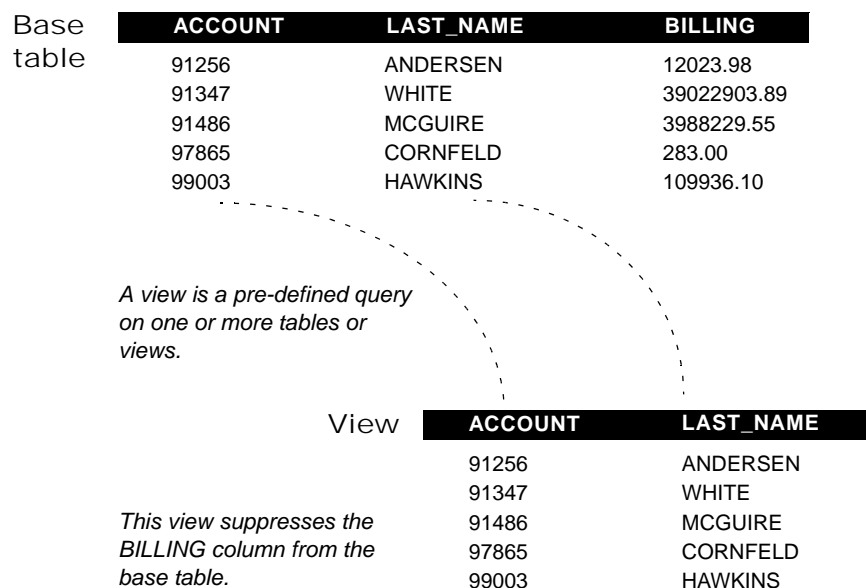 Base table
ACCOUNT LAST_NAME BILLING
91256 ANDERSEN 12023.98
91347 WHITE 39022903.89
91486 MCGUIRE 3988229.55
97865 CORNFELD 283.00
99003 HAWKINS 109936.10
A view is a pre-defined query
on one or more tables or
views.
View
ACCOUNT LAST_NAME
91256 ANDERSEN
91347 WHITE
91486 MCGUIRE
97865 CORNFELD
99003 HAWKINS
This view suppresses the
BILLING column from the
base table.